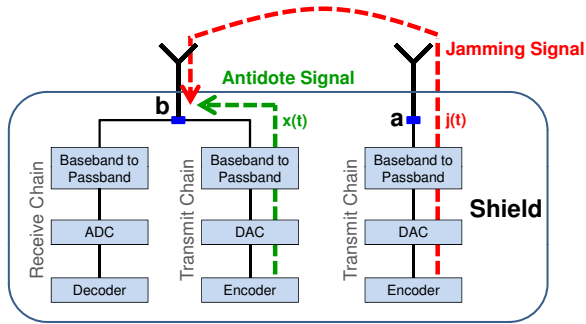 Jamming Signal
Antidote Signal
b
a
x(t)
j(t)
Receive Chain
Baseband to
Passband
ADC
Decoder
Transmit Chain
Baseband to
Passband
DAC
Encoder
Transmit Chain
Baseband to
Passband
DAC
Encoder
Shield